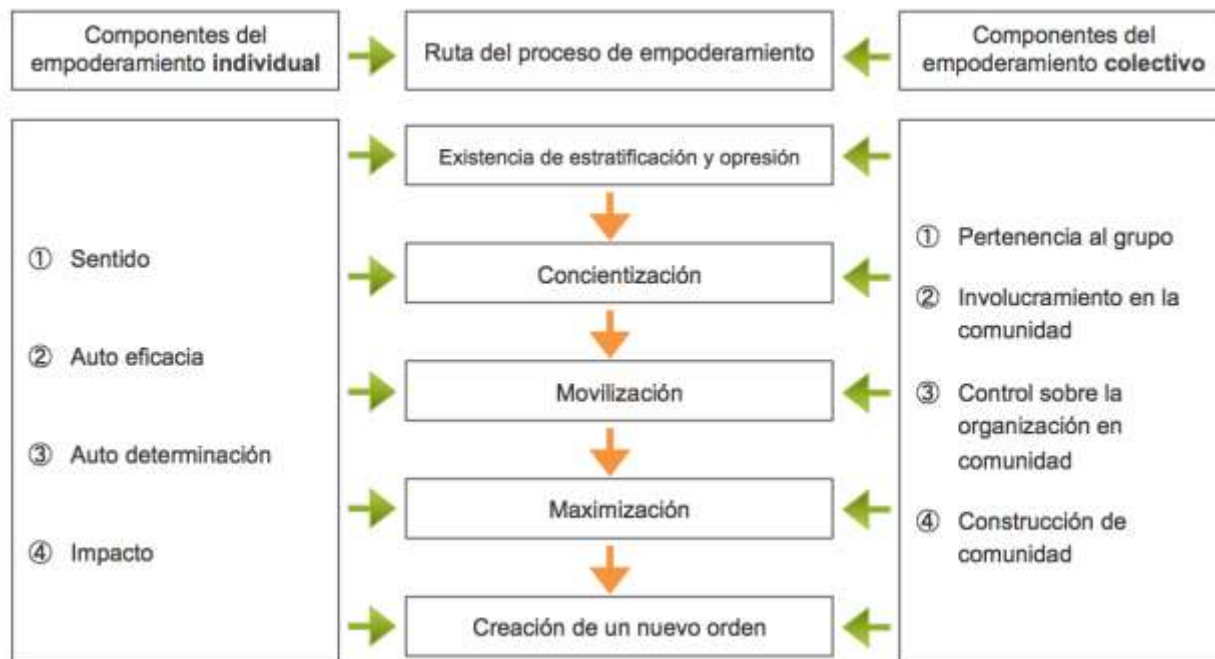 Componentes del
empoderamiento individual
Ruta del proceso de empoderamiento
Componentes del
empoderamiento colectivo
① Sentido
② Auto eficacia
③ Auto determinación
④ Impacto
Existencia de estratificación y opresión
Concientización
Movilización
Maximización
Creación de un nuevo orden
① Pertenencia al grupo
② Involucramiento en la
comunidad
③ Control sobre la
organización en
comunidad
④ Construcción de
comunidad